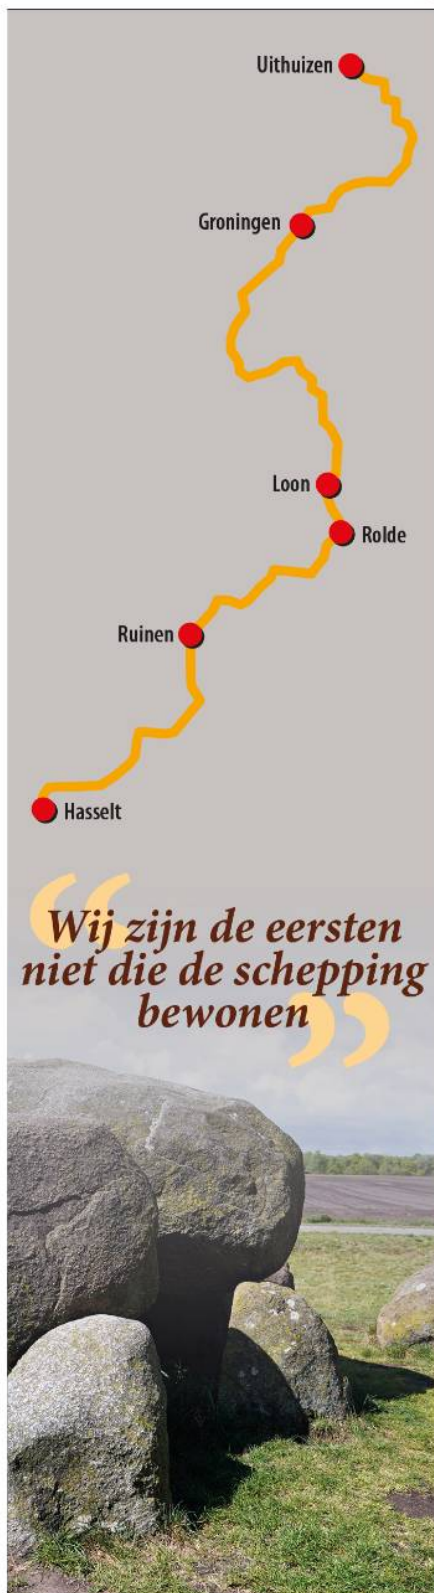 Uithuizen
Groningen
Loon
Rolde
Ruinen
Hasselt
“Wij zijn de eersten
niet die de schepping
bewonen”